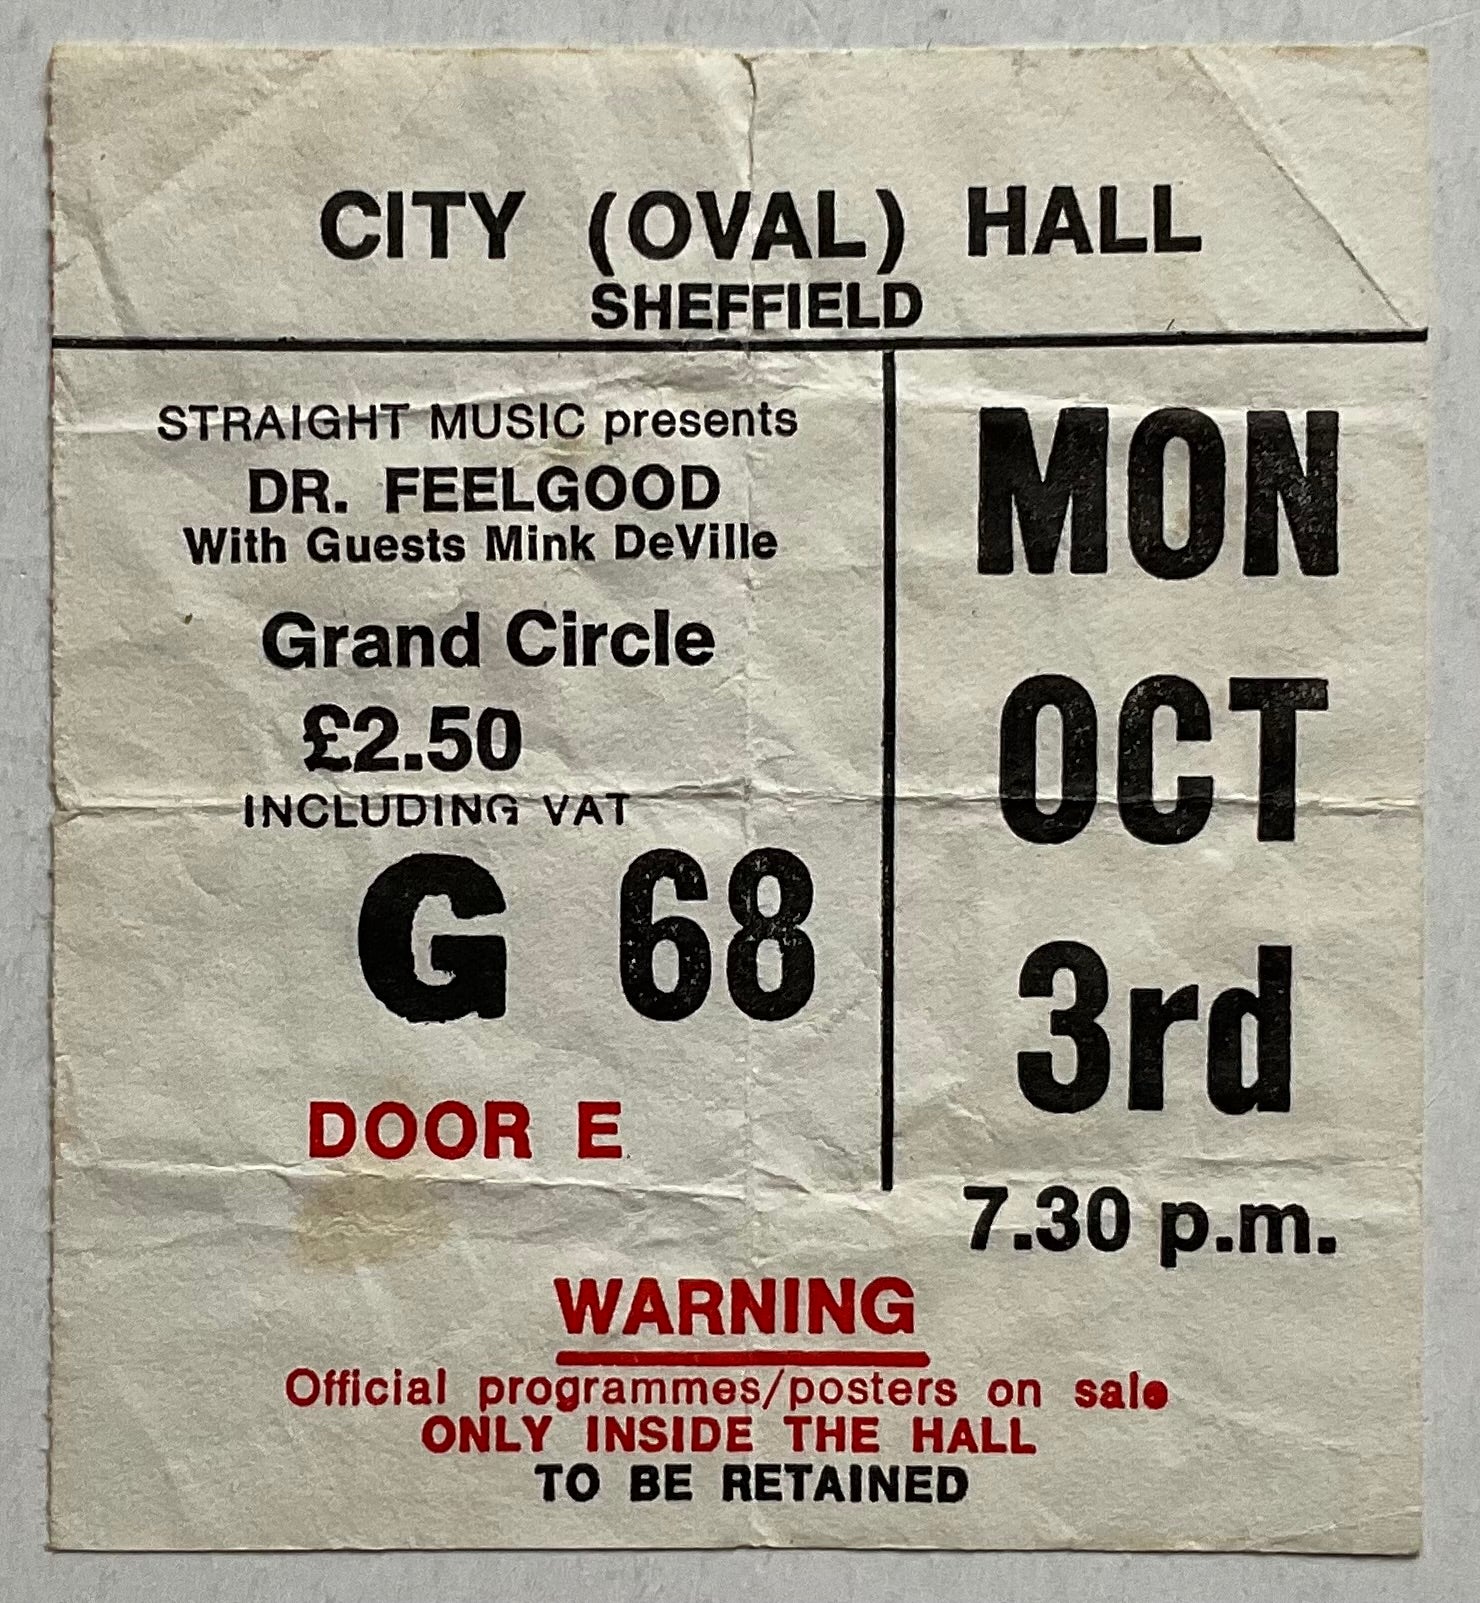 CITY (OVAL) HALL
SHEFFIELD
STRAIGHT MUSIC presents
DR. FEELGOOD
With Guests Mink DeVille
Grand Circle
£2.50
INCLUDING VAT
G 68
DOOR E
MON
OCT
3rd
7.30 p.m.
WARNING
Official programmes/posters on sale
ONLY INSIDE THE HALL
TO BE RETAINED